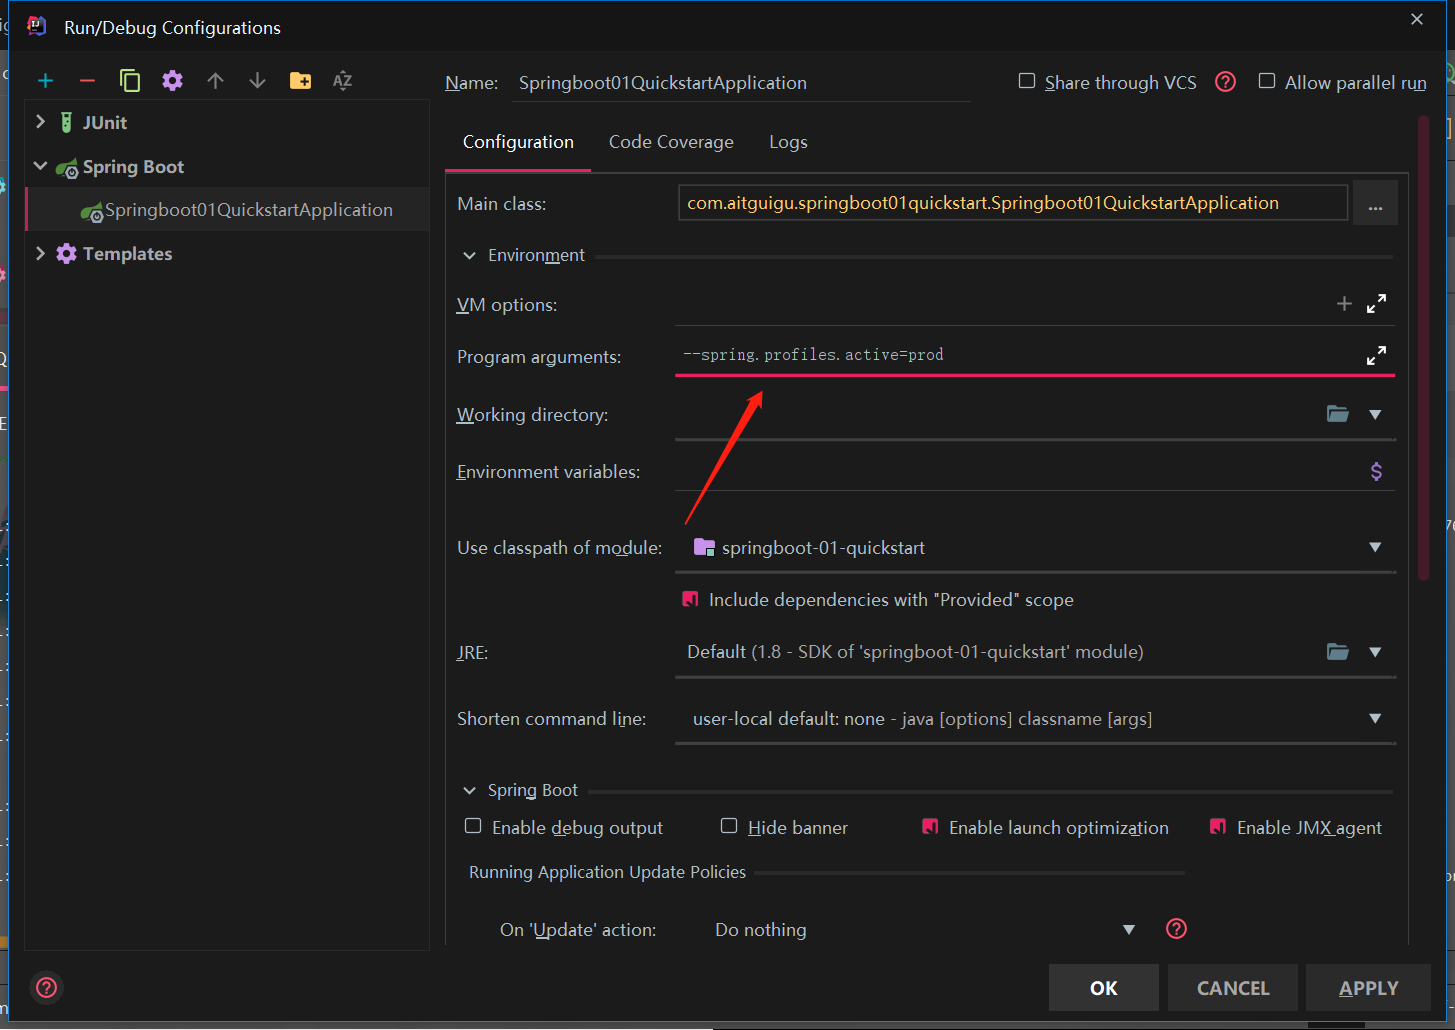 Run/Debug Configurations
Name: Springboot01QuickstartApplication
Share through VCS
Allow parallel run
JUnit
Spring Boot
Springboot01QuickstartApplication
Templates
Configuration Code Coverage Logs
Main class: com.aitguigu.springboot01quickstart.Springboot01QuickstartApplication ...
Environment
VM options:
Program arguments: --spring.profiles.active=prod
Working directory:
Environment variables:
Use classpath of module: springboot-01-quickstart
Include dependencies with "Provided" scope
JRE: Default (1.8 - SDK of 'springboot-01-quickstart' module)
Shorten command line: user-local default: none - java [options] classname [args]
Spring Boot
Enable debug output Hide banner Enable launch optimization Enable JMX agent
Running Application Update Policies
On 'Update' action: Do nothing
OK CANCEL APPLY